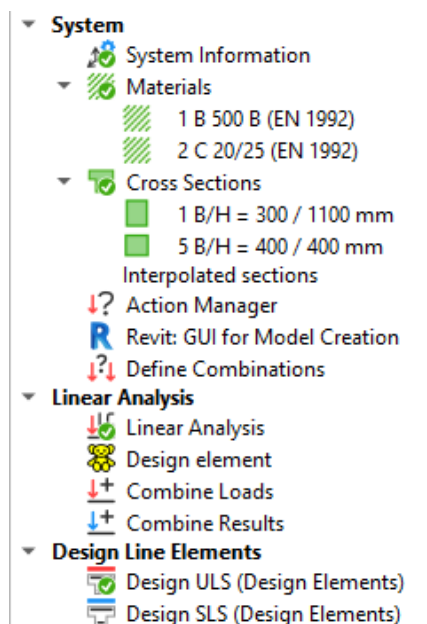 System
System Information
Materials
1 B 500 B (EN 1992)
2 C 20/25 (EN 1992)
Cross Sections
1 B/H = 300 / 1100 mm
5 B/H = 400 / 400 mm
Interpolated sections
Action Manager
Revit: GUI for Model Creation
Define Combinations
Linear Analysis
Linear Analysis
Design element
Combine Loads
Combine Results
Design Line Elements
Design ULS (Design Elements)
Design SLS (Design Elements)